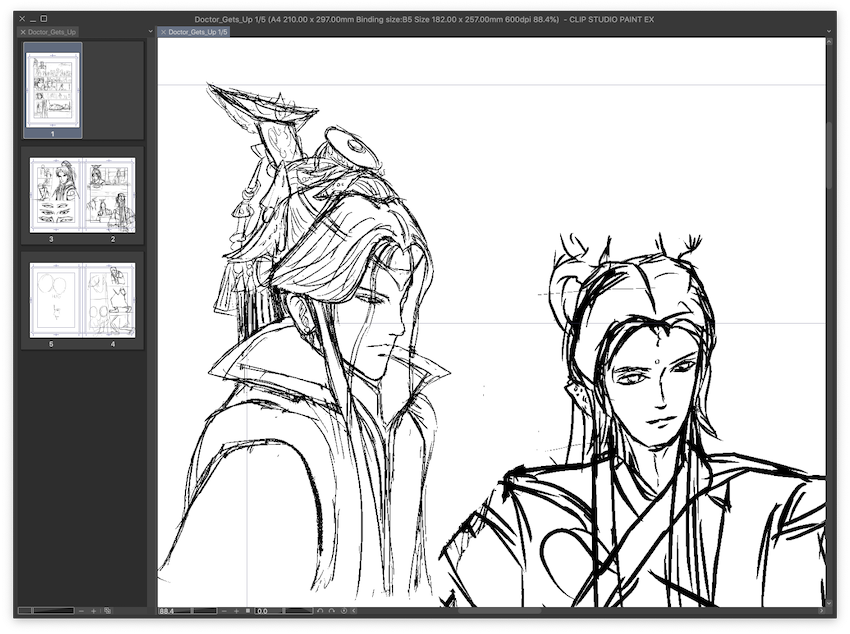 Doctor_Gets_Up 1/5 (A4 210.00 x 297.00mm Binding size:B5 Size 182.00 x 257.00mm 600dpi 88.4%) - CLIP STUDIO PAINT EX
Doctor_Gets_Up
Doctor_Gets_Up 1/5
1
3 2
5 4
88.4
0.0